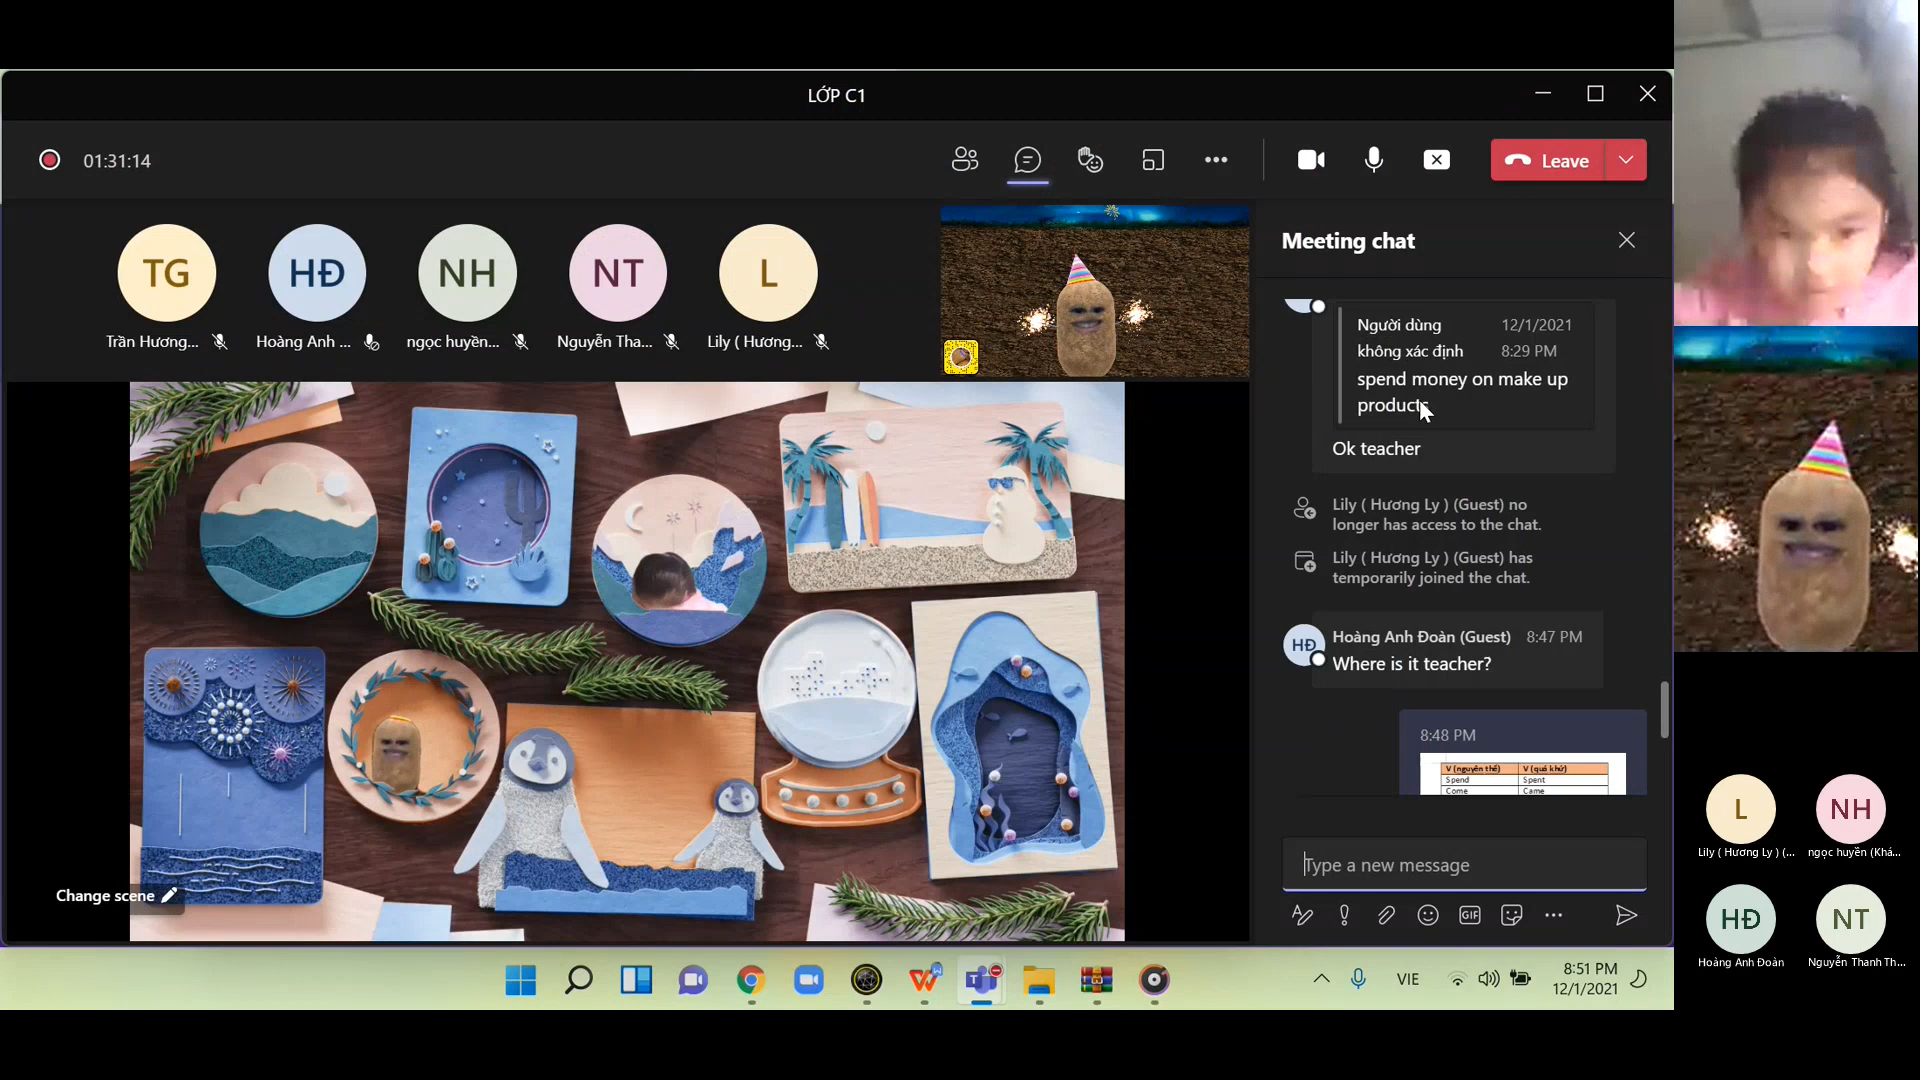 LỚP C1
01:31:14
Leave
TG
HĐ
NH
NT
L
Trần Hương...
Hoàng Anh ...
ngọc huyền...
Nguyễn Tha...
Lily ( Hương...
Change scene
Meeting chat
Người dùng không xác định
12/1/2021 8:29 PM
spend money on make up
products
Ok teacher
Lily ( Hương Ly ) (Guest) no
longer has access to the chat.
Lily ( Hương Ly ) (Guest) has
temporarily joined the chat.
HĐ
Hoàng Anh Đoàn (Guest) 8:47 PM
Where is it teacher?
8:48 PM
V (nguyên thể) V (quá khứ)
Spend Spent
Come Came
Type a new message
GIF
L
NH
Lily ( Hương Ly ) (...
ngọc huyền (Khá...
HĐ
NT
Hoàng Anh Đoàn
Nguyễn Thanh Th...
VIE
8:51 PM
12/1/2021